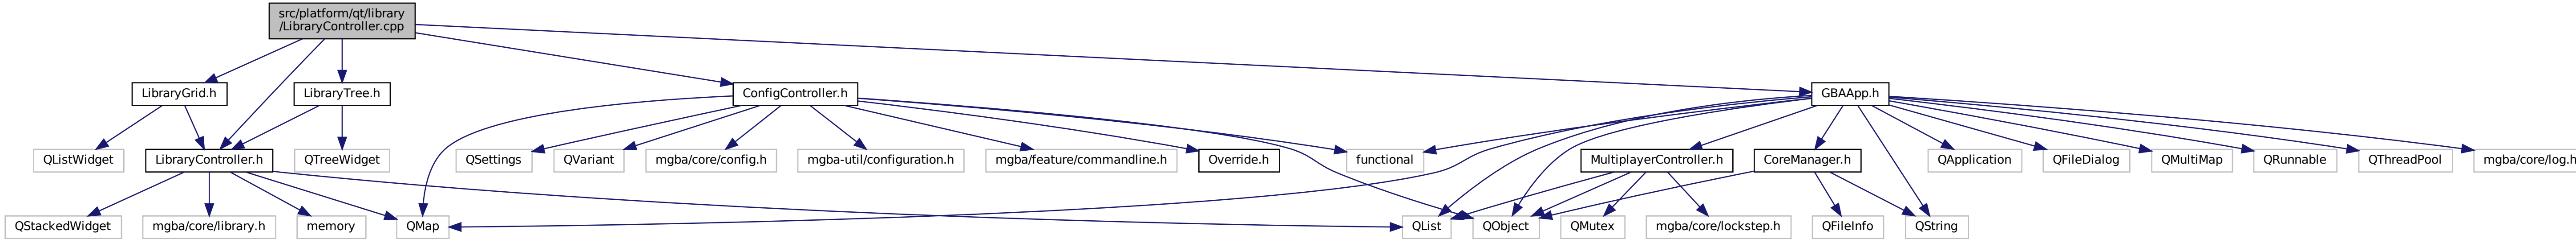 src/platform/qt/library
/LibraryController.cpp
LibraryGrid.h
LibraryTree.h
ConfigController.h
GBAApp.h
QListWidget
LibraryController.h
QTreeWidget
QSettings
QVariant
mgba/core/config.h
mgba-util/configuration.h
mgba/feature/commandline.h
Override.h
functional
MultiplayerController.h
CoreManager.h
QApplication
QFileDialog
QMultiMap
QRunnable
QThreadPool
mgba/core/log.h
QStackedWidget
mgba/core/library.h
memory
QMap
QList
QObject
QMutex
mgba/core/lockstep.h
QFileInfo
QString